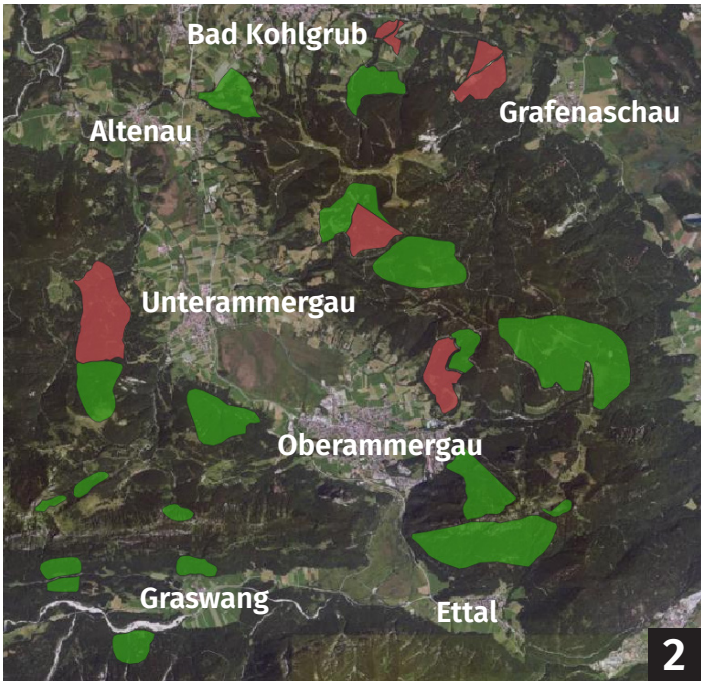 Bad Kohlgrub
Grafenaschau
Altenau
Unterammergau
Oberammergau
Graswang
Ettal
2